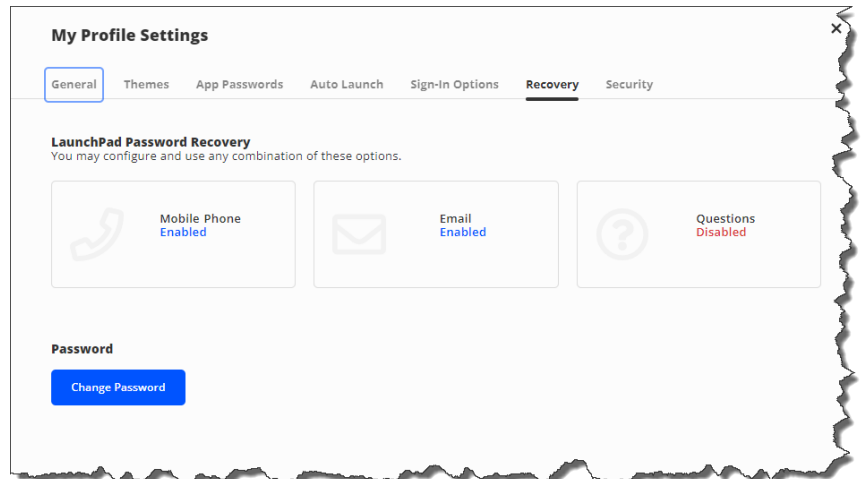 My Profile Settings
General Themes App Passwords Auto Launch Sign-In Options Recovery Security
LaunchPad Password Recovery
You may configure and use any combination of these options.
Mobile Phone
Enabled
Email
Enabled
Questions
Disabled
Password
Change Password